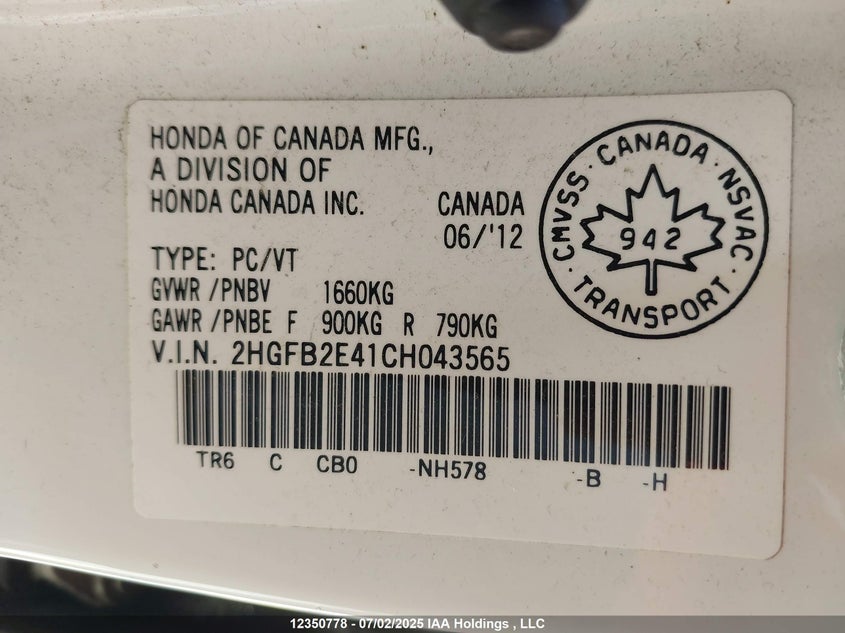 HONDA OF CANADA MFG.,
A DIVISION OF
HONDA CANADA INC. CANADA
06/'12
TYPE: PC/VT
GVWR /PNBV 1660KG
GAWR /PNBE F 900KG R 790KG
V.I.N. 2HGFB2E41CH043565
TR6 C CB0 -NH578 -B -H
CMVSS · CANADA · NSVAC · TRANSPORT ·
942
12350778 - 07/02/2025 IAA Holdings , LLC